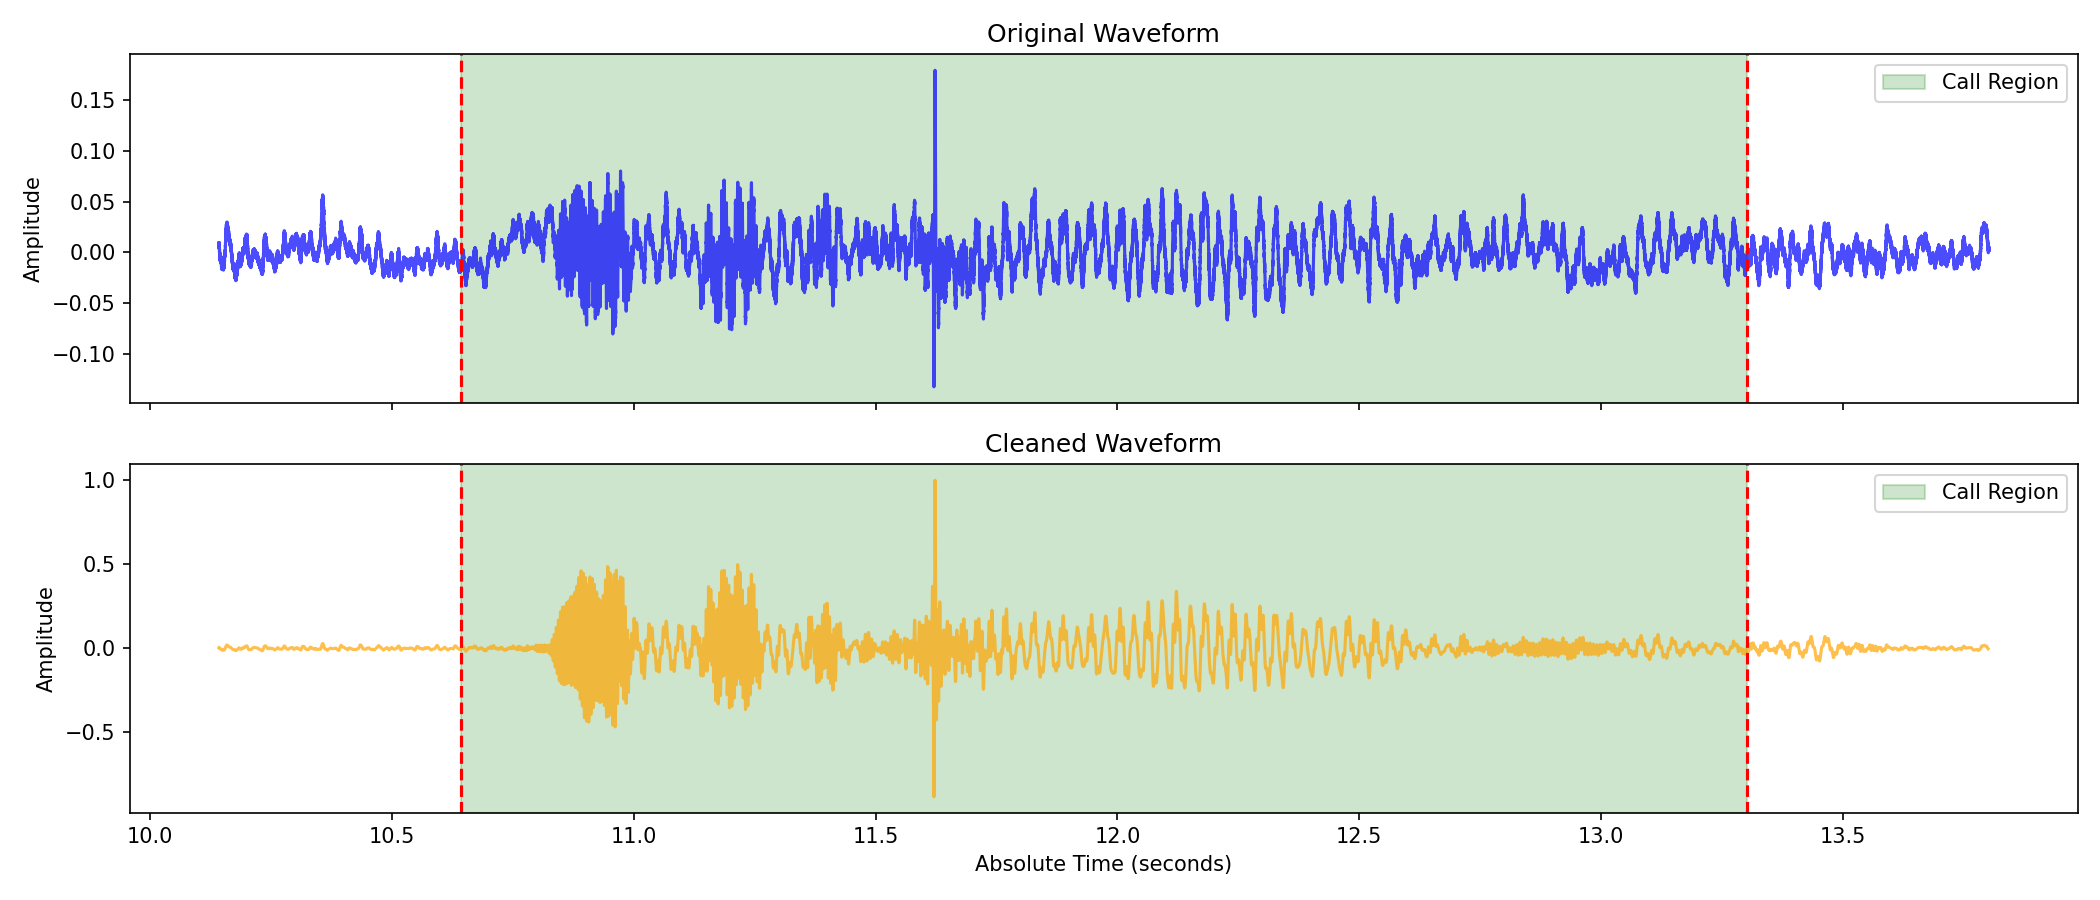 Original Waveform
Call Region
Amplitude
0.15
0.10
0.05
0.00
−0.05
−0.10
Cleaned Waveform
Call Region
Amplitude
1.0
0.5
0.0
−0.5
10.0 10.5 11.0 11.5 12.0 12.5 13.0 13.5
Absolute Time (seconds)